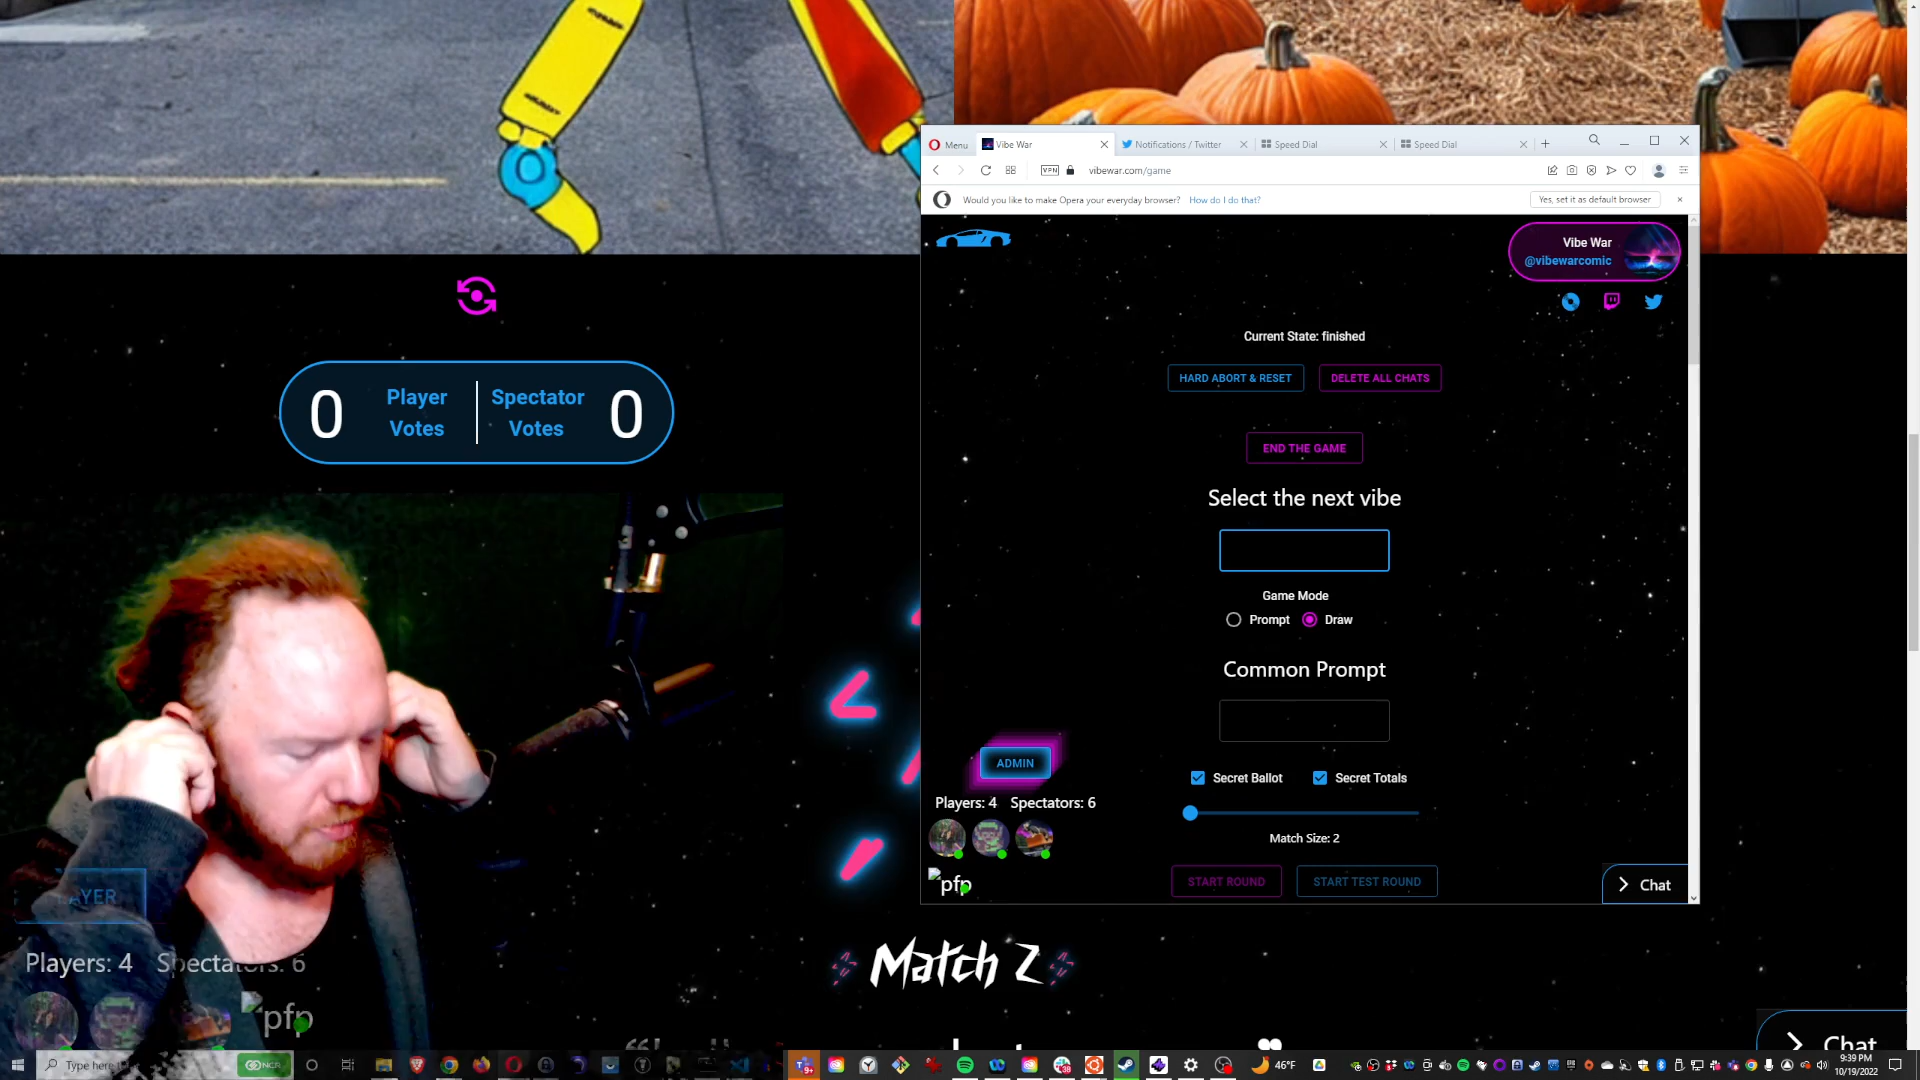 Menu
Vibe War
Notifications / Twitter
Speed Dial
Speed Dial
VPN
vibewar.com/game
Would you like to make Opera your everyday browser? How do I do that?
Yes, set it as default browser
Vibe War
@vibewarcomic
Current State: finished
HARD ABORT & RESET
DELETE ALL CHATS
END THE GAME
Select the next vibe
Game Mode
Prompt
Draw
Common Prompt
Secret Ballot
Secret Totals
Match Size: 2
START ROUND
START TEST ROUND
ADMIN
Players: 4 Spectators: 6
pfp
Chat
0 Player Votes
Spectator Votes 0
Players: 4 Spectators: 6
pfp
Match 2
Chat
Type here
NCR
46°F
9:39 PM
10/19/2022